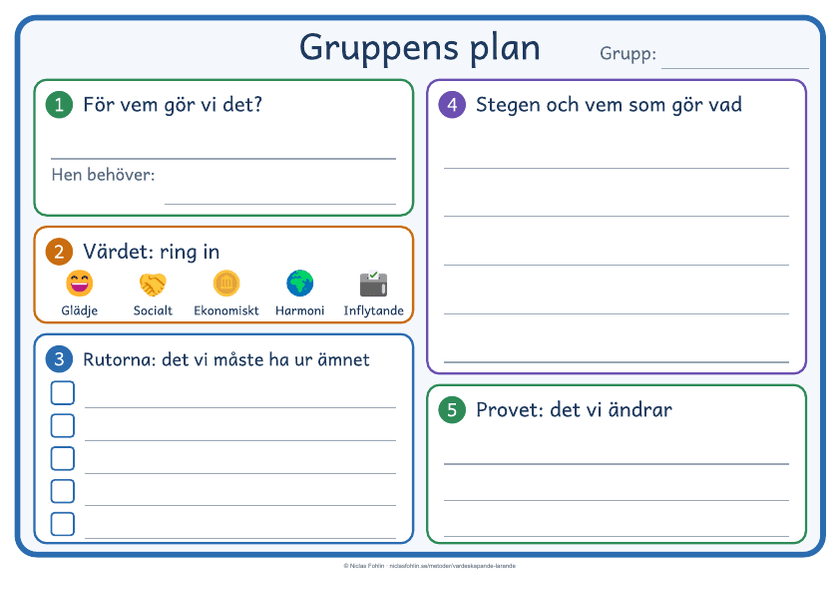 Gruppens plan
Grupp:
1 För vem gör vi det?
Hen behöver:
2 Värdet: ring in
Glädje Socialt Ekonomiskt Harmoni Inflytande
3 Rutorna: det vi måste ha ur ämnet
4 Stegen och vem som gör vad
5 Provet: det vi ändrar
© Niclas Fohlin · niclasfohlin.se/metoder/vardeskapande-larande